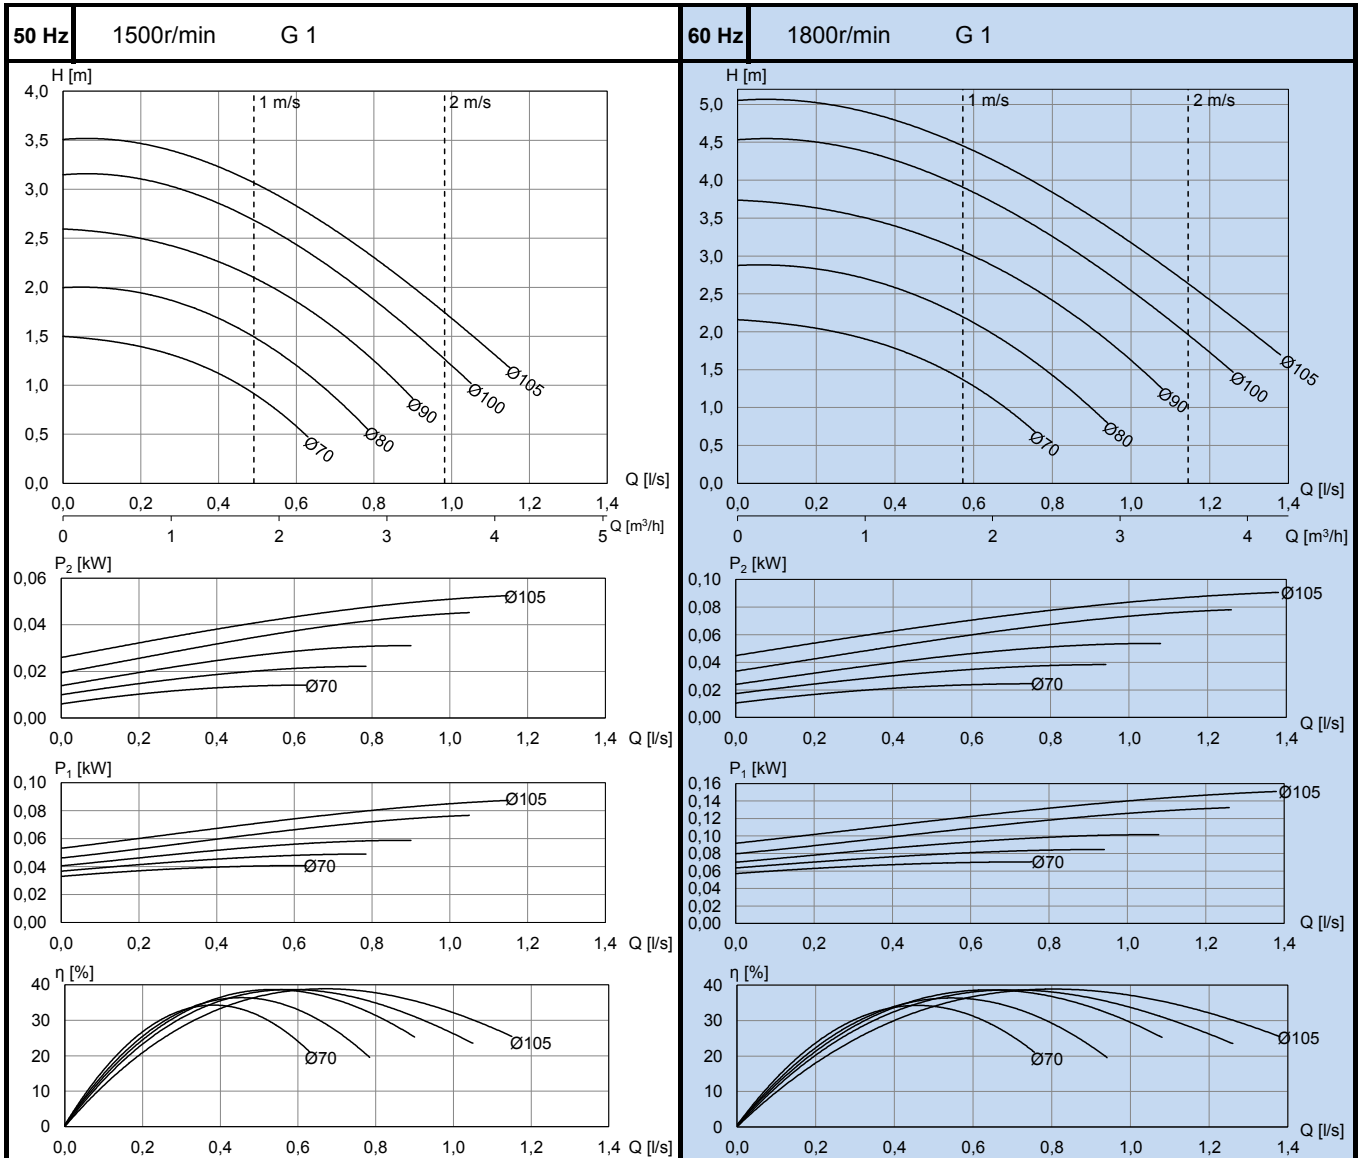 50 Hz 1500r/min G 1
H [m]
4,0
3,5
3,0
2,5
2,0
1,5
1,0
0,5
0,0
1 m/s
2 m/s
Ø105
Ø100
Ø90
Ø80
Ø70
Q [l/s]
0,0 0,2 0,4 0,6 0,8 1,0 1,2 1,4
0 1 2 3 4 5 Q [m³/h]
P₂ [kW]
0,06
0,04
0,02
0,00
Ø105
Ø70
0,0 0,2 0,4 0,6 0,8 1,0 1,2 1,4 Q [l/s]
P₁ [kW]
0,10
0,08
0,06
0,04
0,02
0,00
Ø105
Ø70
0,0 0,2 0,4 0,6 0,8 1,0 1,2 1,4 Q [l/s]
η [%]
40
30
20
10
0
Ø105
Ø70
0,0 0,2 0,4 0,6 0,8 1,0 1,2 1,4 Q [l/s]
60 Hz 1800r/min G 1
H [m]
5,0
4,5
4,0
3,5
3,0
2,5
2,0
1,5
1,0
0,5
0,0
1 m/s
2 m/s
Ø105
Ø100
Ø90
Ø80
Ø70
Q [l/s]
0,0 0,2 0,4 0,6 0,8 1,0 1,2 1,4
0 1 2 3 4 Q [m³/h]
P₂ [kW]
0,10
0,08
0,06
0,04
0,02
0,00
Ø105
Ø70
Q [l/s]
0,0 0,2 0,4 0,6 0,8 1,0 1,2 1,4
P₁ [kW]
0,16
0,14
0,12
0,10
0,08
0,06
0,04
0,02
0,00
Ø105
Ø70
Q [l/s]
0,0 0,2 0,4 0,6 0,8 1,0 1,2 1,4
η [%]
40
30
20
10
0
Ø105
Ø70
Q [l/s]
0,0 0,2 0,4 0,6 0,8 1,0 1,2 1,4